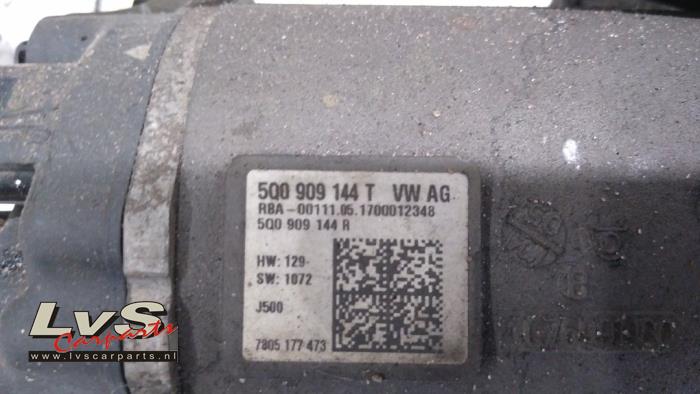 5Q0 909 144 T VW AG
RBA-00111.05.1700012348
5Q0 909 144 R
HW: 129
SW: 1072
J500
7805 177 473
LvS
Carparts
www.lvscarparts.nl